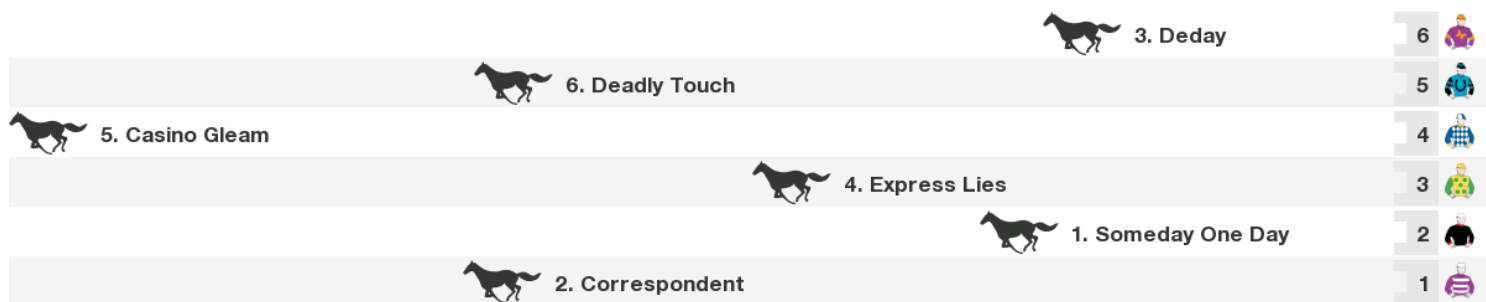 3. Deday 6
6. Deadly Touch 5
5. Casino Gleam 4
4. Express Lies 3
1. Someday One Day 2
2. Correspondent 1